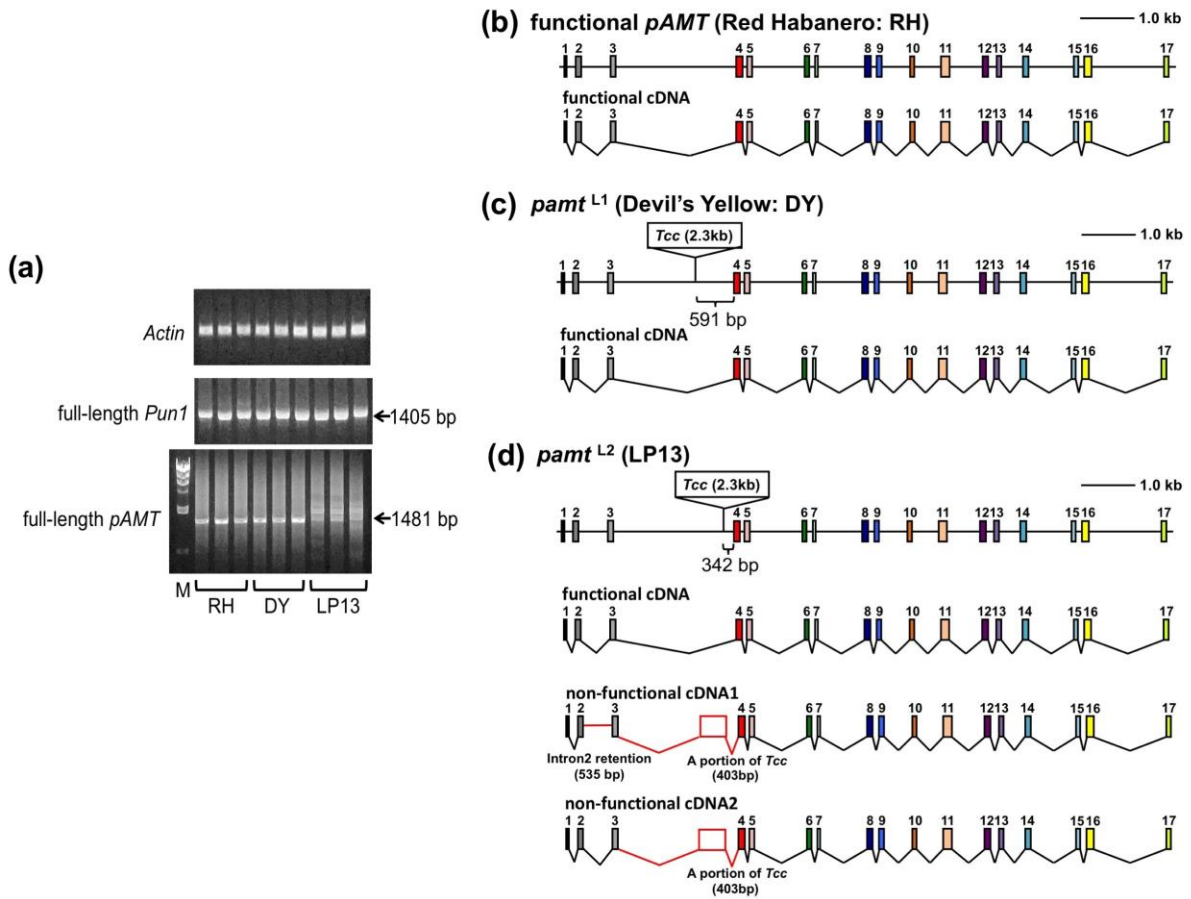 (a)
Actin
full-length Pun1
←1405 bp
full-length pAMT
←1481 bp
M
RH DY LP13
(b) functional pAMT (Red Habanero: RH)
1.0 kb
1 2 3 4 5 6 7 8 9 10 11 12 13 14 15 16 17
functional cDNA
1 2 3 4 5 6 7 8 9 10 11 12 13 14 15 16 17
(c) pamt L1 (Devil's Yellow: DY)
Tcc (2.3kb)
1.0 kb
1 2 3 4 5 6 7 8 9 10 11 12 13 14 15 16 17
591 bp
functional cDNA
1 2 3 4 5 6 7 8 9 10 11 12 13 14 15 16 17
(d) pamt L2 (LP13)
Tcc (2.3kb)
1.0 kb
1 2 3 4 5 6 7 8 9 10 11 12 13 14 15 16 17
342 bp
functional cDNA
1 2 3 4 5 6 7 8 9 10 11 12 13 14 15 16 17
non-functional cDNA1
1 2 3 4 5 6 7 8 9 10 11 12 13 14 15 16 17
Intron2 retention
(535 bp)
A portion of Tcc
(403bp)
non-functional cDNA2
1 2 3 4 5 6 7 8 9 10 11 12 13 14 15 16 17
A portion of Tcc
(403bp)